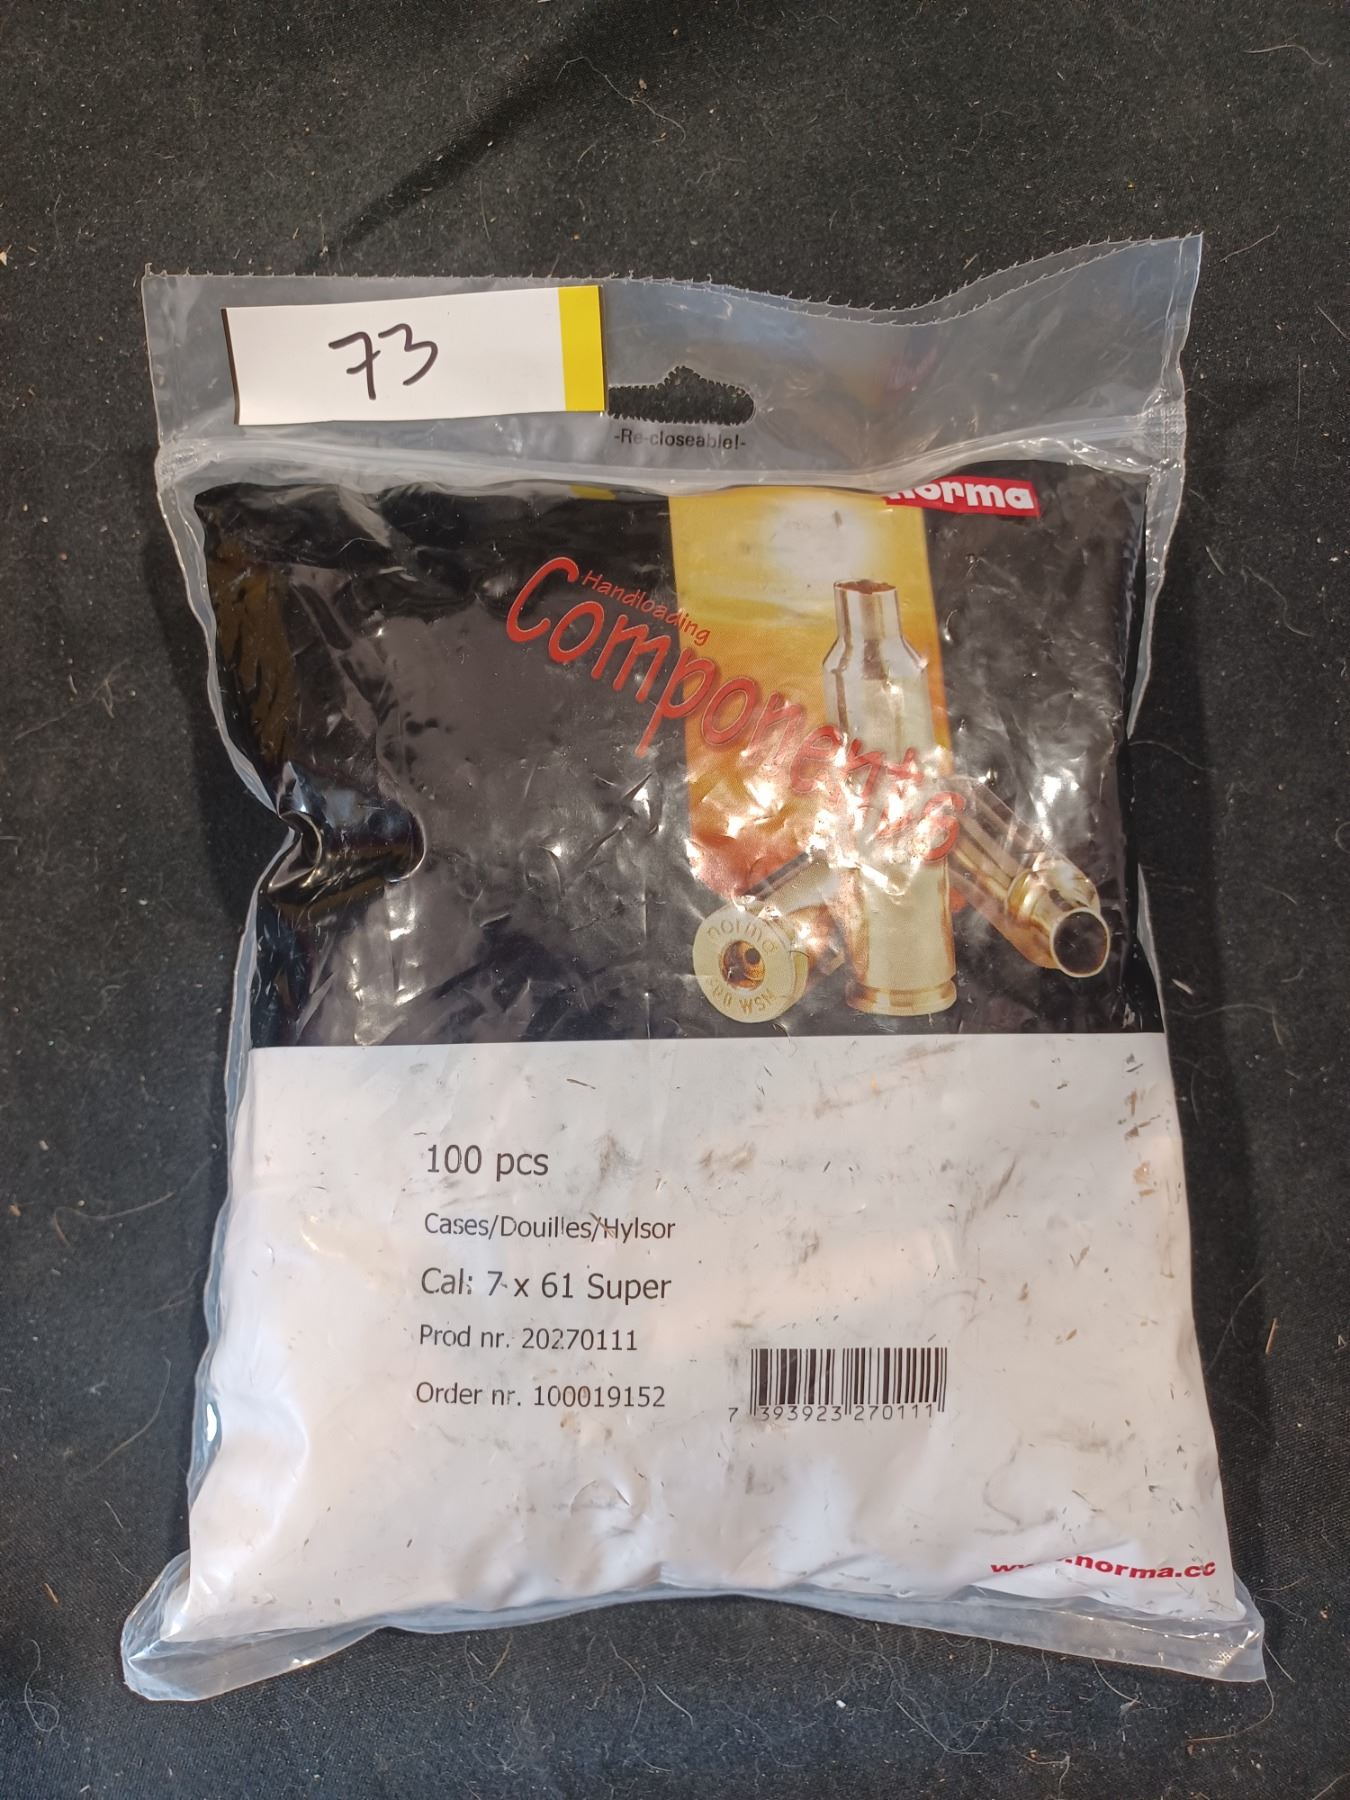 73
-Re-closeable!-
norma
Handloading
Components
norma
WSM
100 pcs
Cases/Douilles/Hylsor
Cal: 7 x 61 Super
Prod nr. 20270111
Order nr. 100019152
7 393923 270111